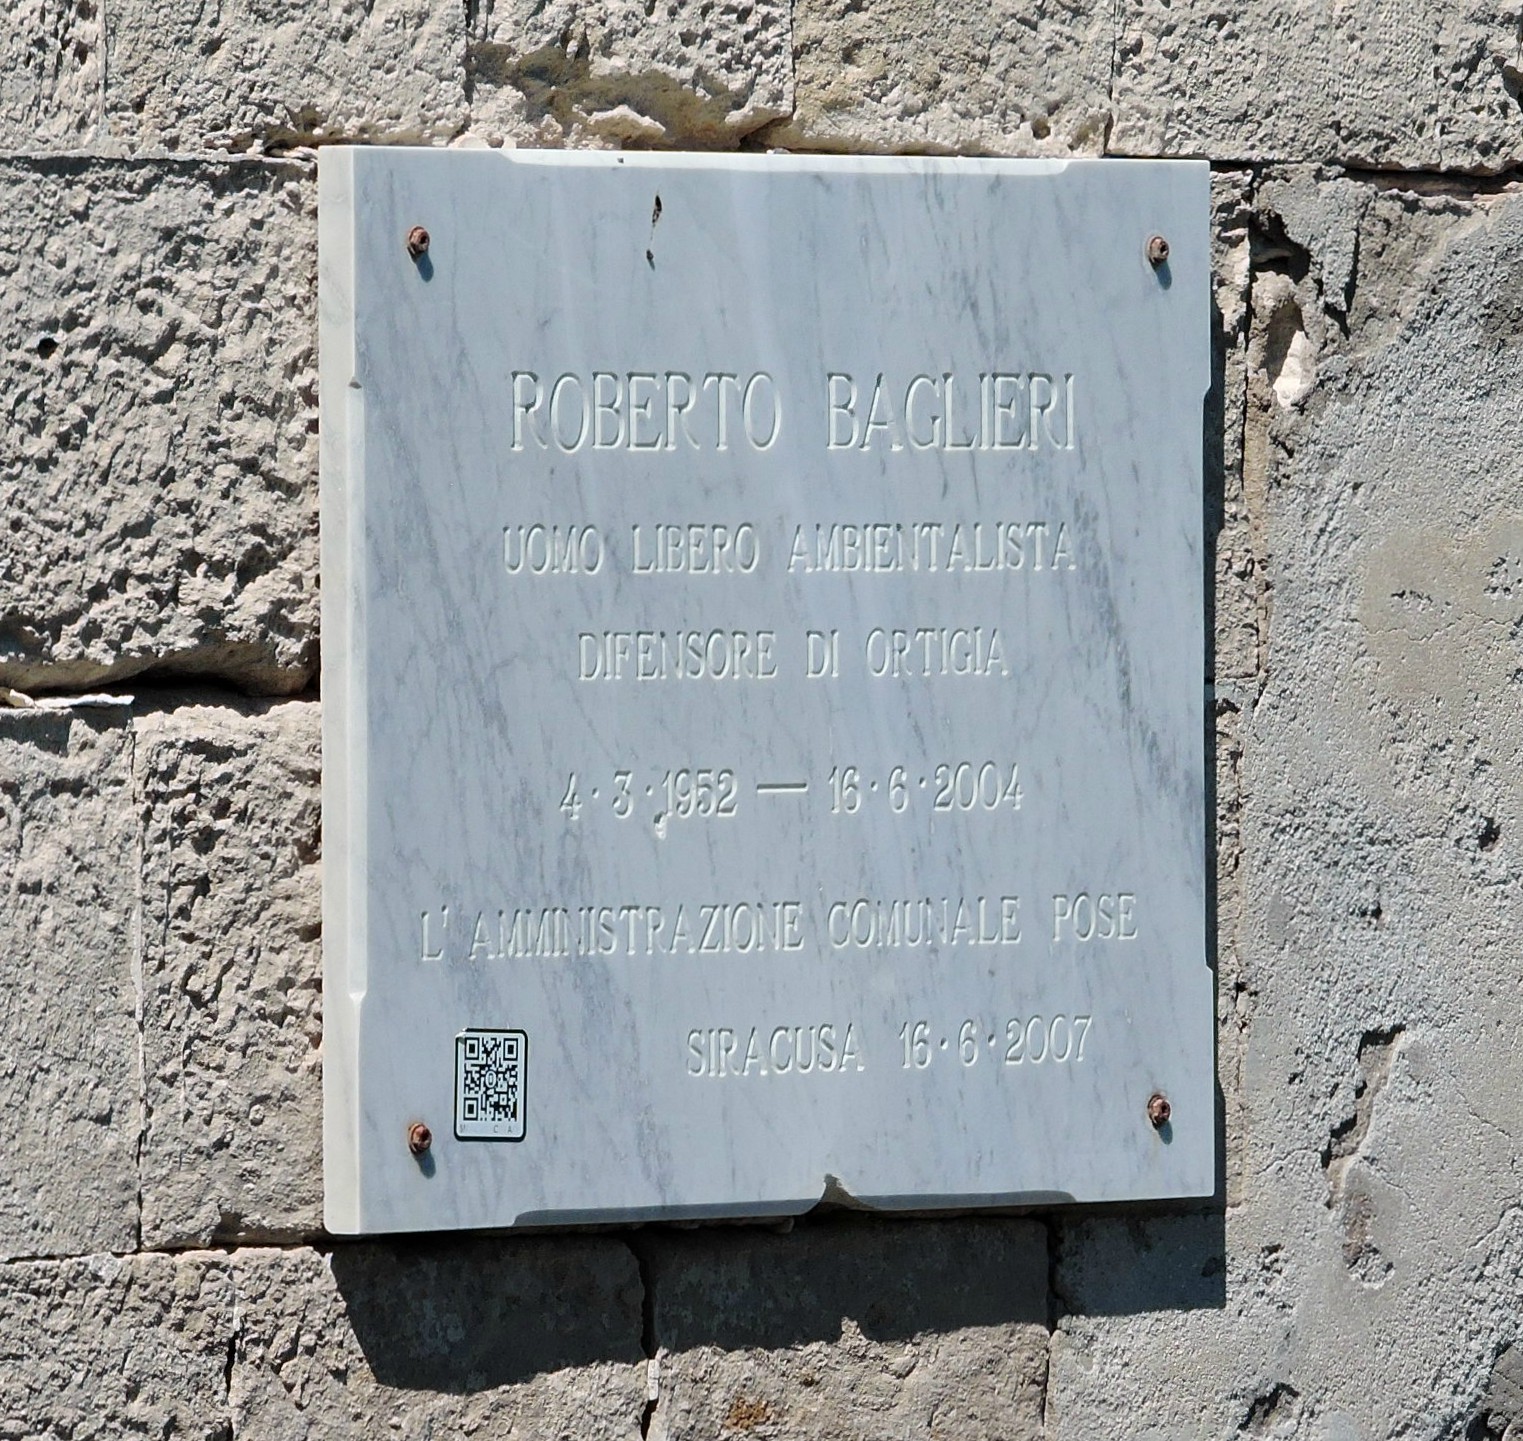 ROBERTO BAGLIERI
UOMO LIBERO AMBIENTALISTA
DIFENSORE DI ORTIGIA
4·3·1952 — 16·6·2004
L' AMMINISTRAZIONE COMUNALE POSE
SIRACUSA 16·6·2007